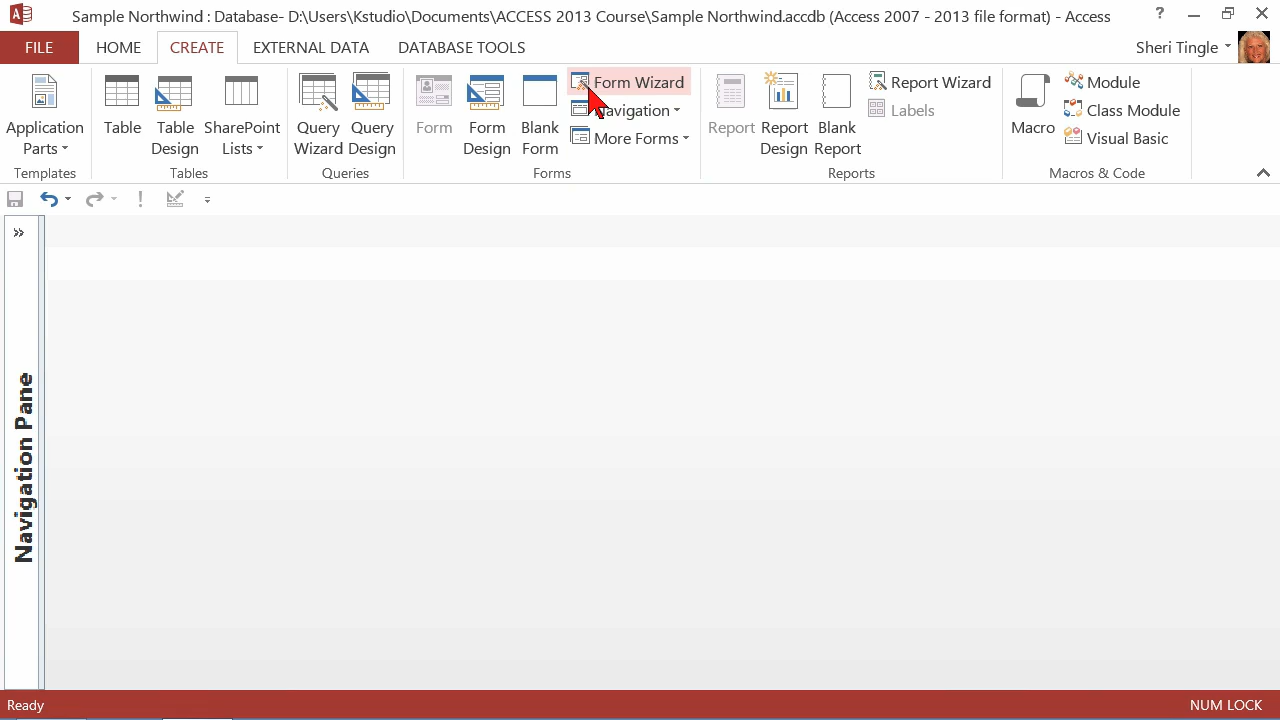 Sample Northwind : Database- D:\Users\Kstudio\Documents\ACCESS 2013 Course\Sample Northwind.accdb (Access 2007 - 2013 file format) - Access
?
FILE HOME CREATE EXTERNAL DATA DATABASE TOOLS Sheri Tingle
Application Parts
Templates
Table
Table Design
SharePoint Lists
Tables
Query Wizard
Query Design
Queries
Form
Form Design
Blank Form
Form Wizard
Navigation
More Forms
Forms
Report
Report Design
Blank Report
Report Wizard
Labels
Reports
Macro
Module
Class Module
Visual Basic
Macros & Code
»
Navigation Pane
Ready NUM LOCK